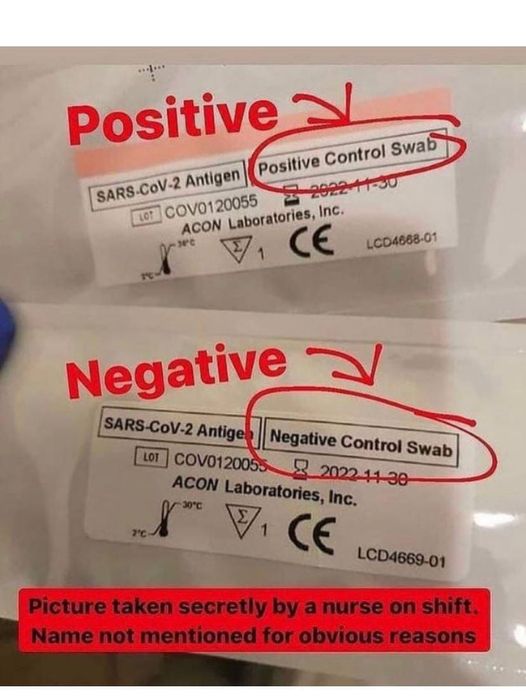 Positive
SARS-CoV-2 Antigen Positive Control Swab
LOT COV0120055 2022-11-30
ACON Laboratories, Inc.
2°C 30°C Σ 1 CE LCD4668-01
Negative
SARS-CoV-2 Antige Negative Control Swab
LOT COV0120055 2022-11-30
ACON Laboratories, Inc.
2°C 30°C Σ 1 CE LCD4669-01
Picture taken secretly by a nurse on shift.
Name not mentioned for obvious reasons